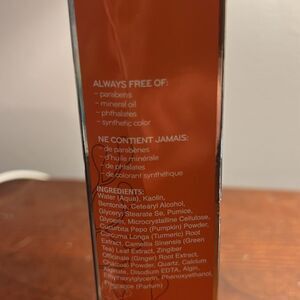 ALWAYS FREE OF:
- parabens
- mineral oil
- phthalates
- synthetic color
NE CONTIENT JAMAIS:
- de parabènes
- d'huile minérale
- de phtalates
- de colorant synthétique
INGREDIENTS:
Water (Aqua), Kaolin,
Bentonite, Cetearyl Alcohol,
Glyceryl Stearate Se, Pumice,
Glycerin, Microcrystalline Cellulose,
Cucurbita Pepo (Pumpkin) Powder,
Curcuma Longa (Turmeric) Root
Extract, Camellia Sinensis (Green
Tea) Extract, Zingiber
Officinale (Ginger) Root Extract,
Charcoal Powder, Quartz, Calcium
Alginate, Disodium EDTA, Algin,
Ethylhexylglycerin, Phenoxyethanol,
Fragrance (Parfum)